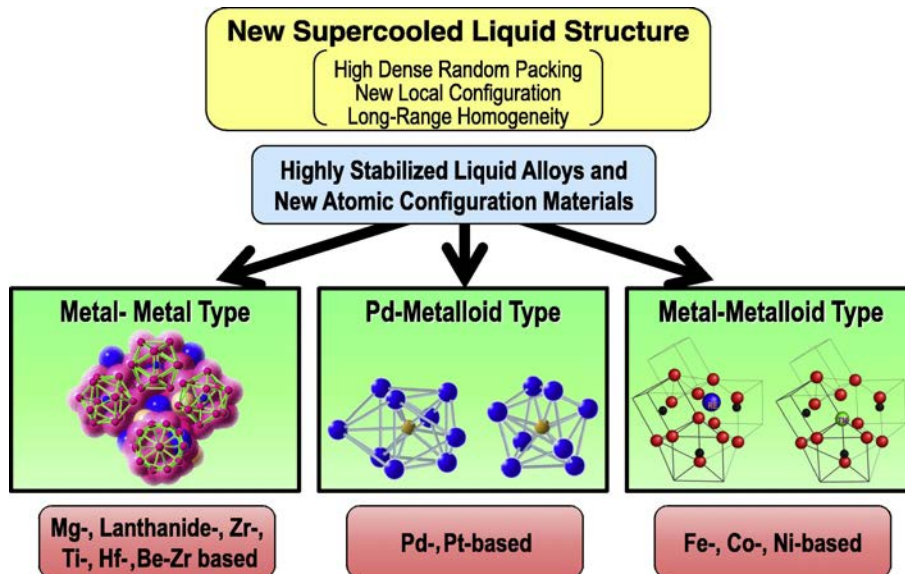 New Supercooled Liquid Structure
High Dense Random Packing
New Local Configuration
Long-Range Homogeneity
Highly Stabilized Liquid Alloys and
New Atomic Configuration Materials
Metal- Metal Type
Pd-Metalloid Type
Metal-Metalloid Type
Mg-, Lanthanide-, Zr-,
Ti-, Hf-,Be-Zr based
Pd-, Pt-based
Fe-, Co-, Ni-based